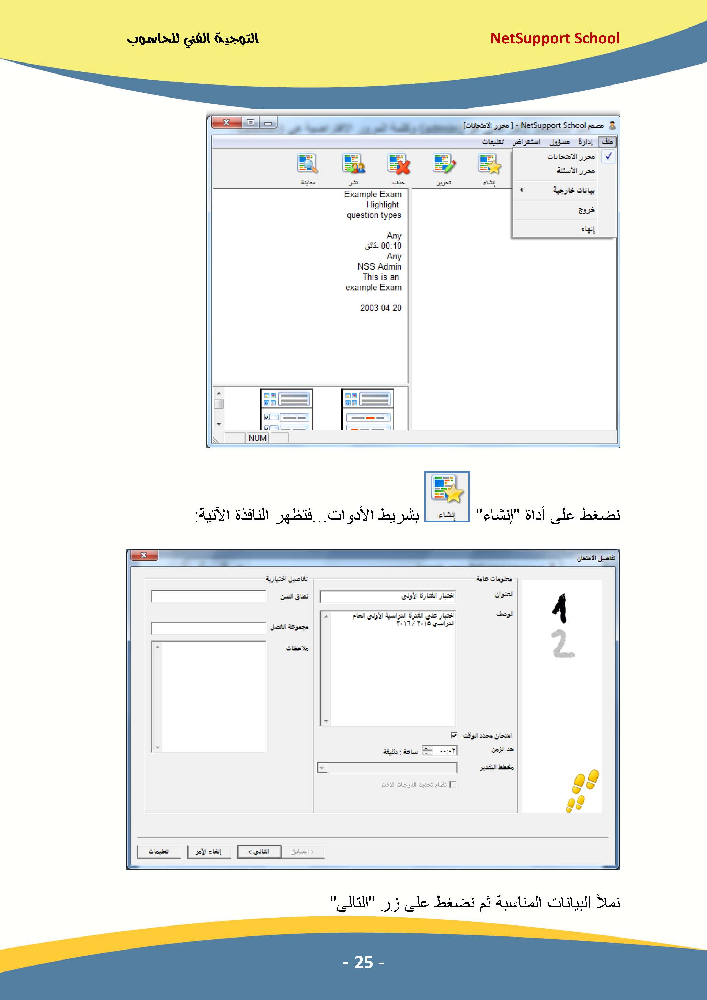 NetSupport School
التوجية الفني للحاسوب
مصمم NetSupport School - [ محرر الامتحانات]
ملف إدارة مسؤول استعراض تعليمات
محرر الامتحانات
محرر الأسئلة
بيانات خارجية
خروج
إنهاء
إنشاء تحرير حذف نشر معاينة
Example Exam
Highlight
question types
Any
00:10 دقائق
Any
NSS Admin
This is an
example Exam
2003 04 20
NUM
نضغط على أداة "إنشاء" إنشاء بشريط الأدوات...فتظهر النافذة الآتية:
تفاصيل الامتحان
معلومات عامة
العنوان
اختبار الفتارة الأولى
الوصف
اختبار على الفترة الدراسية الأولى العام
الدراسي ٢٠١٥ / ٢٠١٦
امتحان محدد الوقت
حد الزمن ٠٠:٠٣ ساعة : دقيقة
مخطط التقدير
نظام تحديد الدرجات الافتر
تفاصيل اختيارية
نطاق السن
مجموعة الفصل
ملاحظات
1
2
< السابق
التالي >
إلغاء الأمر
تعليمات
نملأ البيانات المناسبة ثم نضغط على زر "التالي"
- 25 -